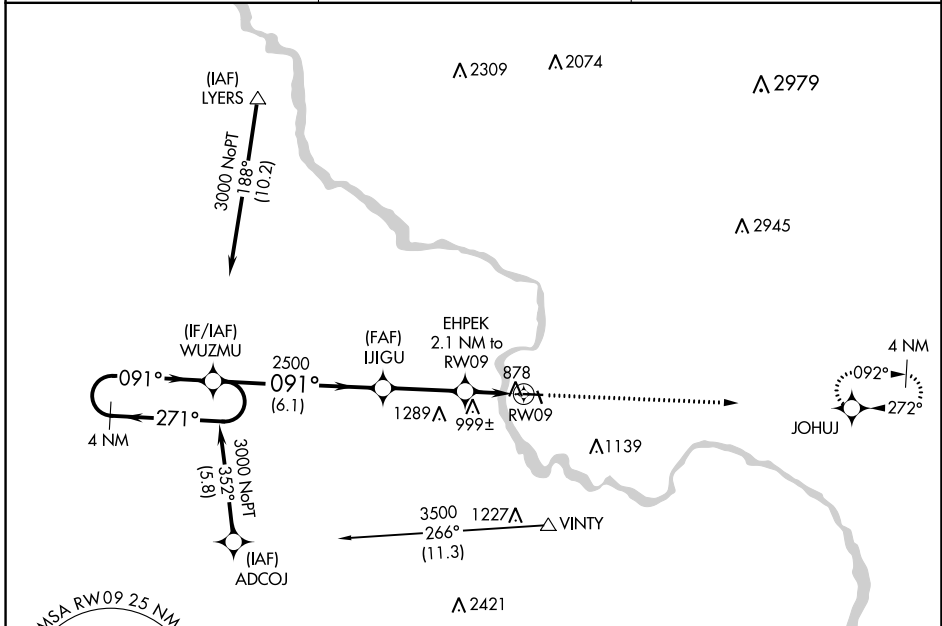 2309
2074
2979
(IAF)
LYERS
3000 NoPT
188°
(10.2)
2945
(IF/IAF)
WUZMU
(FAF)
IJIGU
EHPEK
2.1 NM to
RW09
4 NM
091°
2500
091°
(6.1)
878
092°
271°
1289
999±
RW09
272°
4 NM
JOHUJ
3000 NoPT
352°
(5.8)
1139
3500
266°
(11.3)
1227
VINTY
(IAF)
ADCOJ
MSA RW09 25 NM
2421